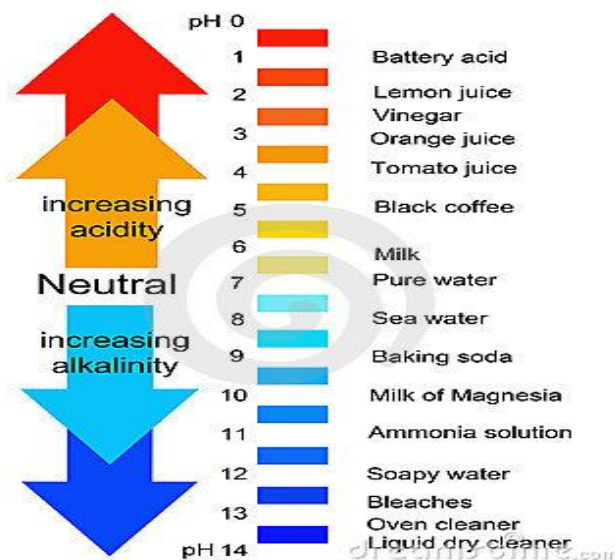 pH 0
1 Battery acid
2 Lemon juice
Vinegar
3 Orange juice
4 Tomato juice
increasing
acidity
5 Black coffee
6 Milk
Neutral
7 Pure water
8 Sea water
increasing
alkalinity
9 Baking soda
10 Milk of Magnesia
11 Ammonia solution
12 Soapy water
Bleaches
13 Oven cleaner
pH 14 Liquid dry cleaner
dreamstime.com